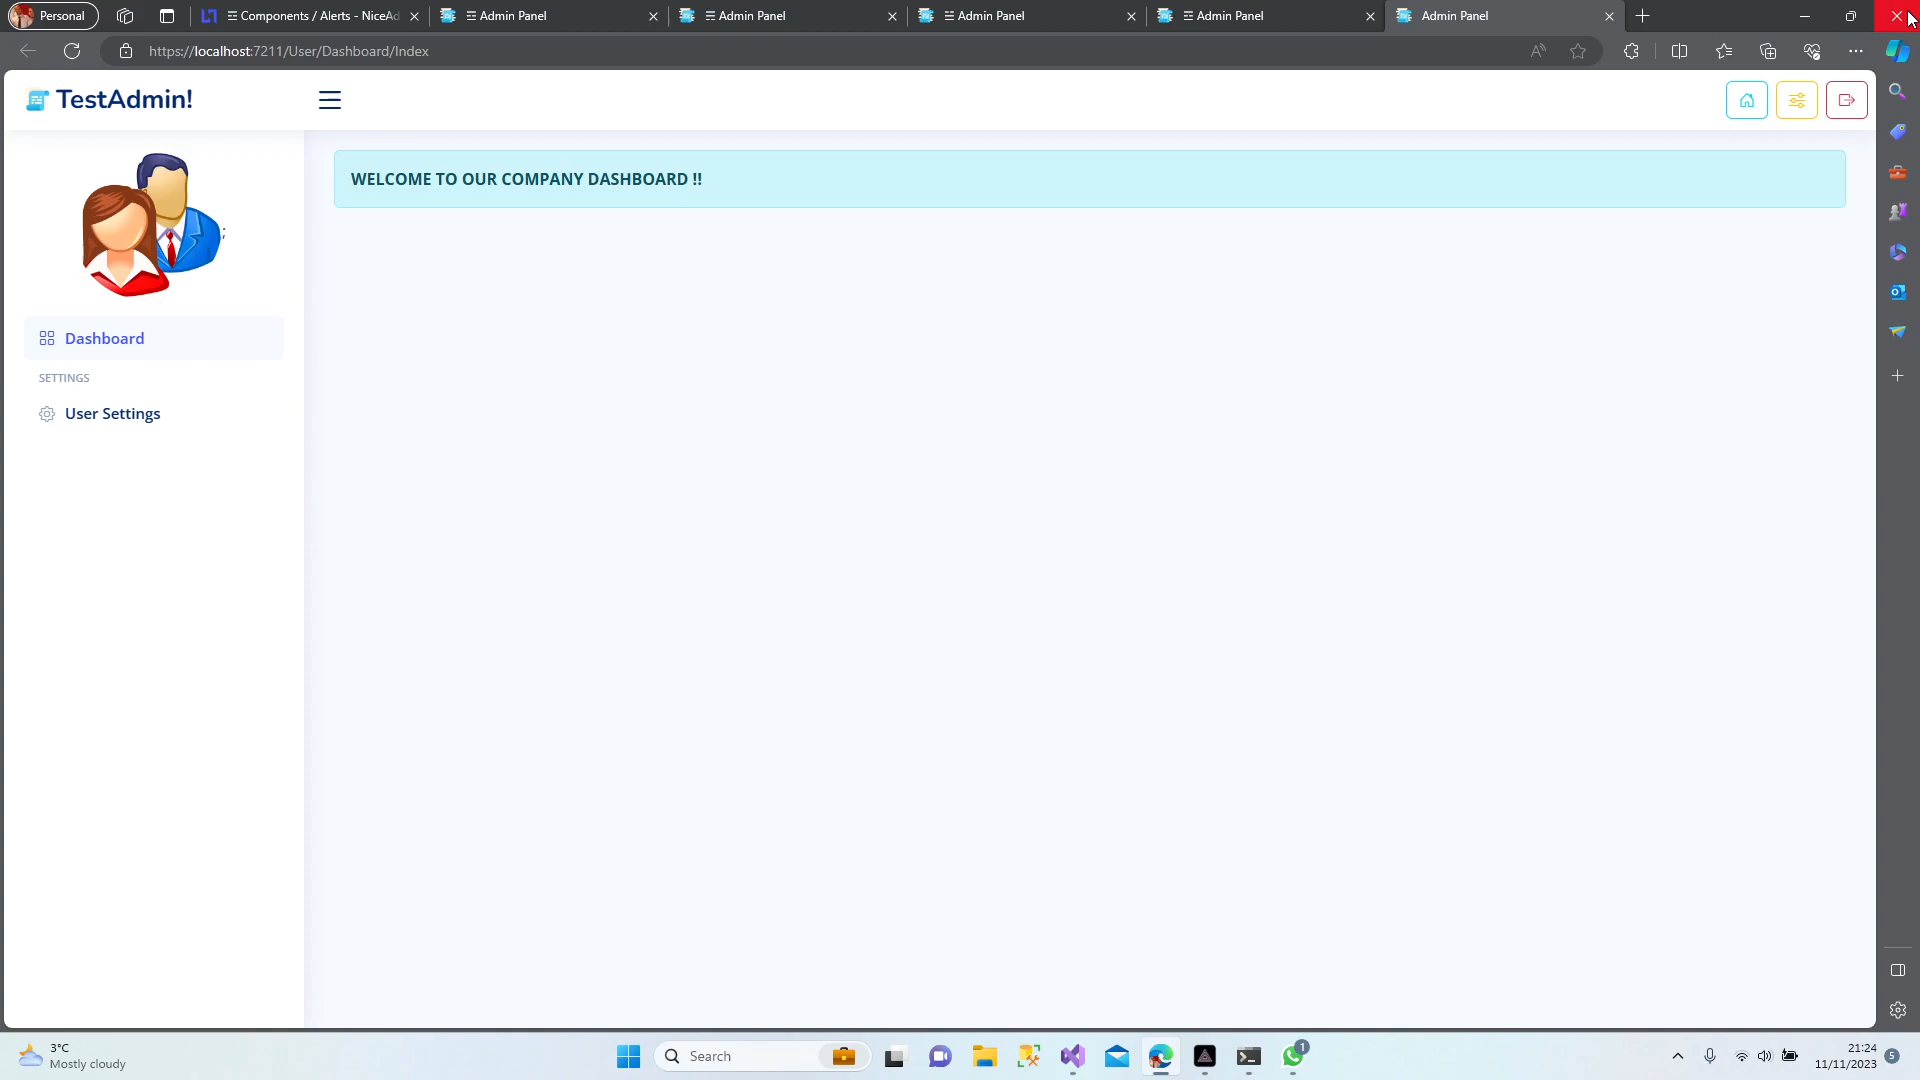 Personal
Components / Alerts - NiceAd
Admin Panel
Admin Panel
Admin Panel
Admin Panel
Admin Panel
https://localhost:7211/User/Dashboard/Index
TestAdmin!
WELCOME TO OUR COMPANY DASHBOARD !!
;
Dashboard
SETTINGS
User Settings
3°C
Mostly cloudy
Search
1
21:24
11/11/2023
5